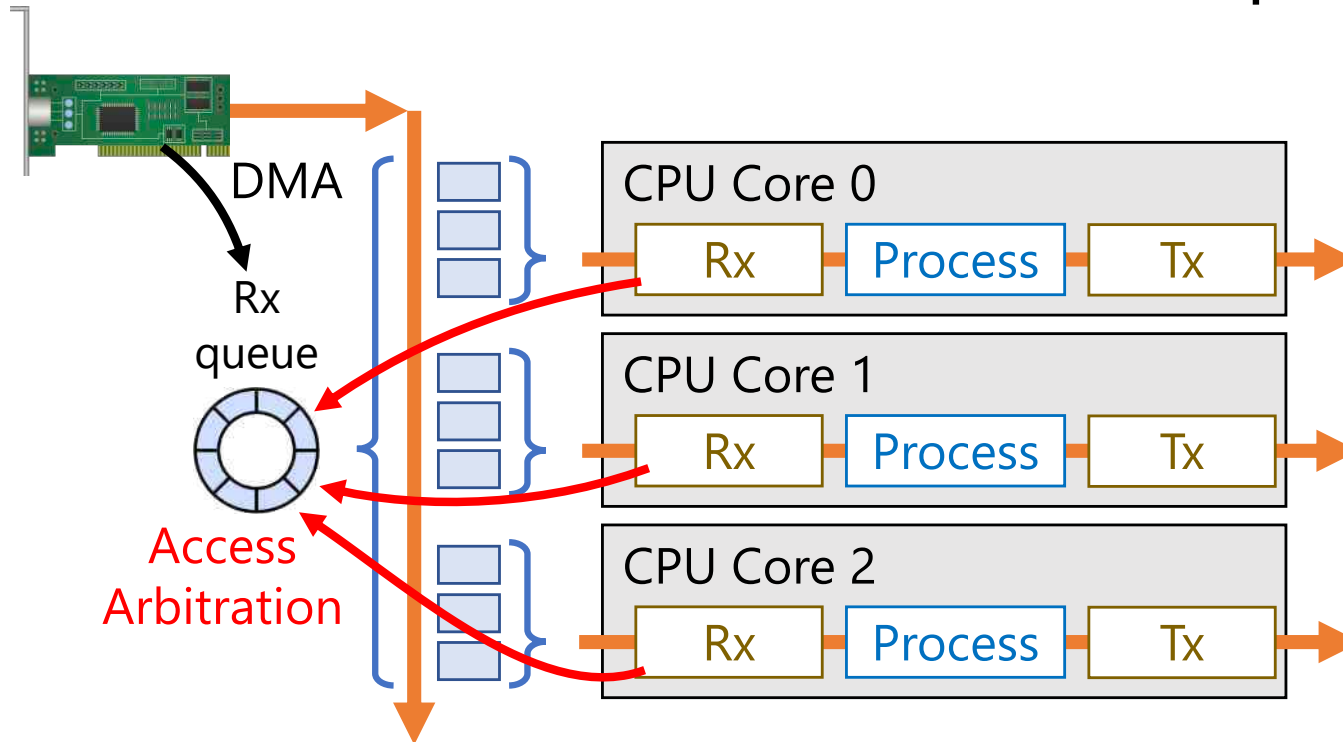 DMA
Rx
queue
Access
Arbitration
CPU Core 0
Rx
Process
Tx
CPU Core 1
Rx
Process
Tx
CPU Core 2
Rx
Process
Tx